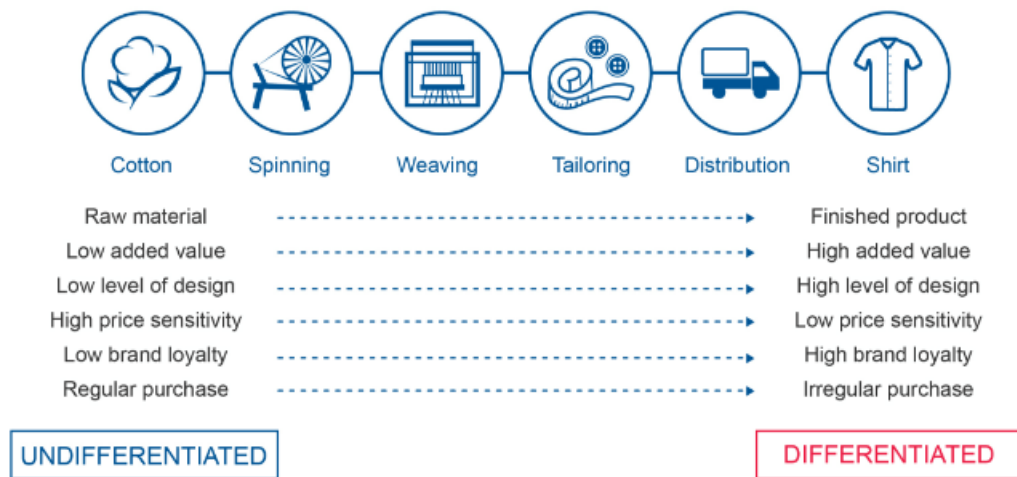 Cotton Spinning Weaving Tailoring Distribution Shirt
Raw material Finished product
Low added value High added value
Low level of design High level of design
High price sensitivity Low price sensitivity
Low brand loyalty High brand loyalty
Regular purchase Irregular purchase
UNDIFFERENTIATED DIFFERENTIATED